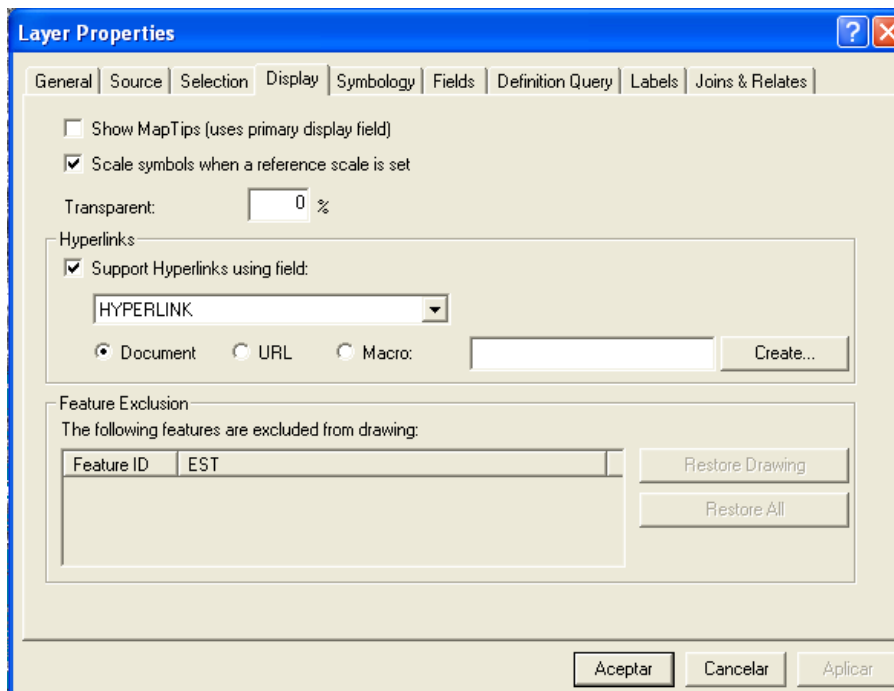 Layer Properties
General Source Selection Display Symbology Fields Definition Query Labels Joins & Relates
Show MapTips (uses primary display field)
Scale symbols when a reference scale is set
Transparent: 0 %
Hyperlinks
Support Hyperlinks using field:
HYPERLINK
Document URL Macro: Create...
Feature Exclusion
The following features are excluded from drawing:
Feature ID EST
Restore Drawing
Restore All
Aceptar Cancelar Aplicar